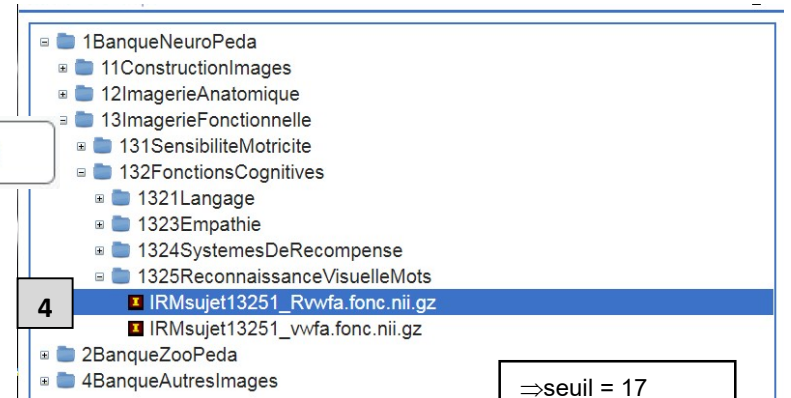 1BanqueNeuroPeda
11ConstructionImages
12ImagerieAnatomique
13ImagerieFonctionnelle
131SensibiliteMotricite
132FonctionsCognitives
1321Langage
1323Empathie
1324SystemesDeRecompense
1325ReconnaissanceVisuelleMots
4
IRMsujet13251_Rvwfa.fonc.nii.gz
IRMsujet13251_vwfa.fonc.nii.gz
2BanqueZooPeda
4BanqueAutresImages
⇒seuil = 17